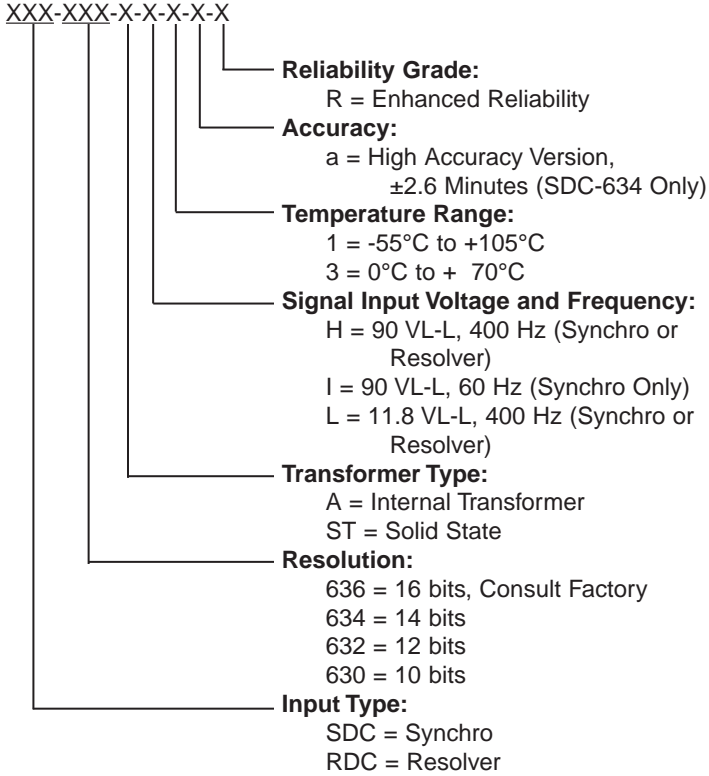 XXX-XXX-X-X-X-X-X
Reliability Grade:
R = Enhanced Reliability
Accuracy:
a = High Accuracy Version,
±2.6 Minutes (SDC-634 Only)
Temperature Range:
1 = -55°C to +105°C
3 = 0°C to + 70°C
Signal Input Voltage and Frequency:
H = 90 VL-L, 400 Hz (Synchro or
Resolver)
I = 90 VL-L, 60 Hz (Synchro Only)
L = 11.8 VL-L, 400 Hz (Synchro or
Resolver)
Transformer Type:
A = Internal Transformer
ST = Solid State
Resolution:
636 = 16 bits, Consult Factory
634 = 14 bits
632 = 12 bits
630 = 10 bits
Input Type:
SDC = Synchro
RDC = Resolver